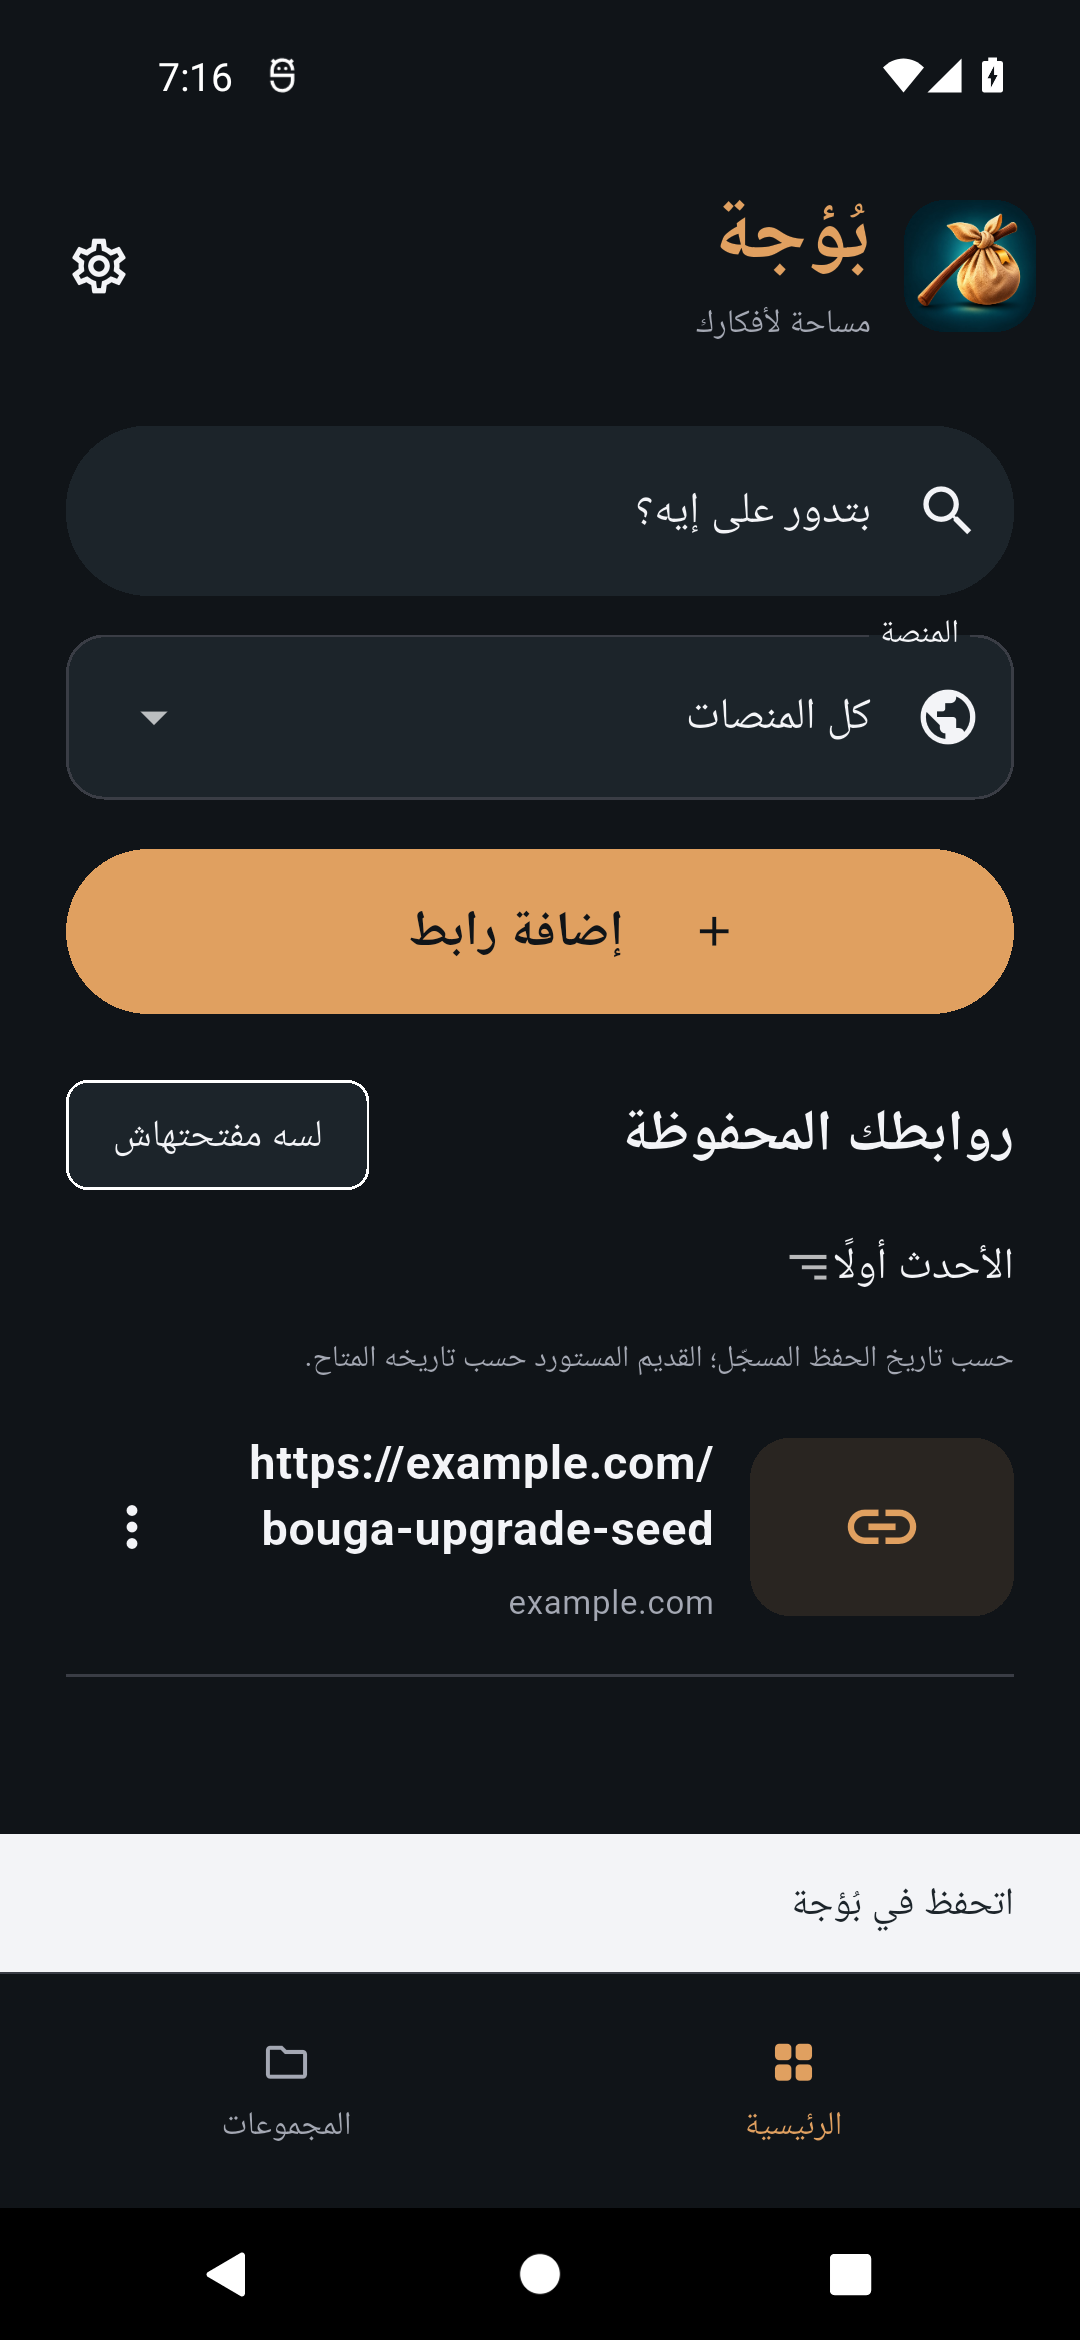 7:16
بُؤجة
مساحة لأفكارك
بتدور على إيه؟
المنصة
كل المنصات
+ إضافة رابط
روابطك المحفوظة
لسه مفتحتهاش
الأحدث أولًا
حسب تاريخ الحفظ المسجّل؛ القديم المستورد حسب تاريخه المتاح.
https://example.com/
bouga-upgrade-seed
example.com
اتحفظ في بُؤجة
الرئيسية
المجموعات